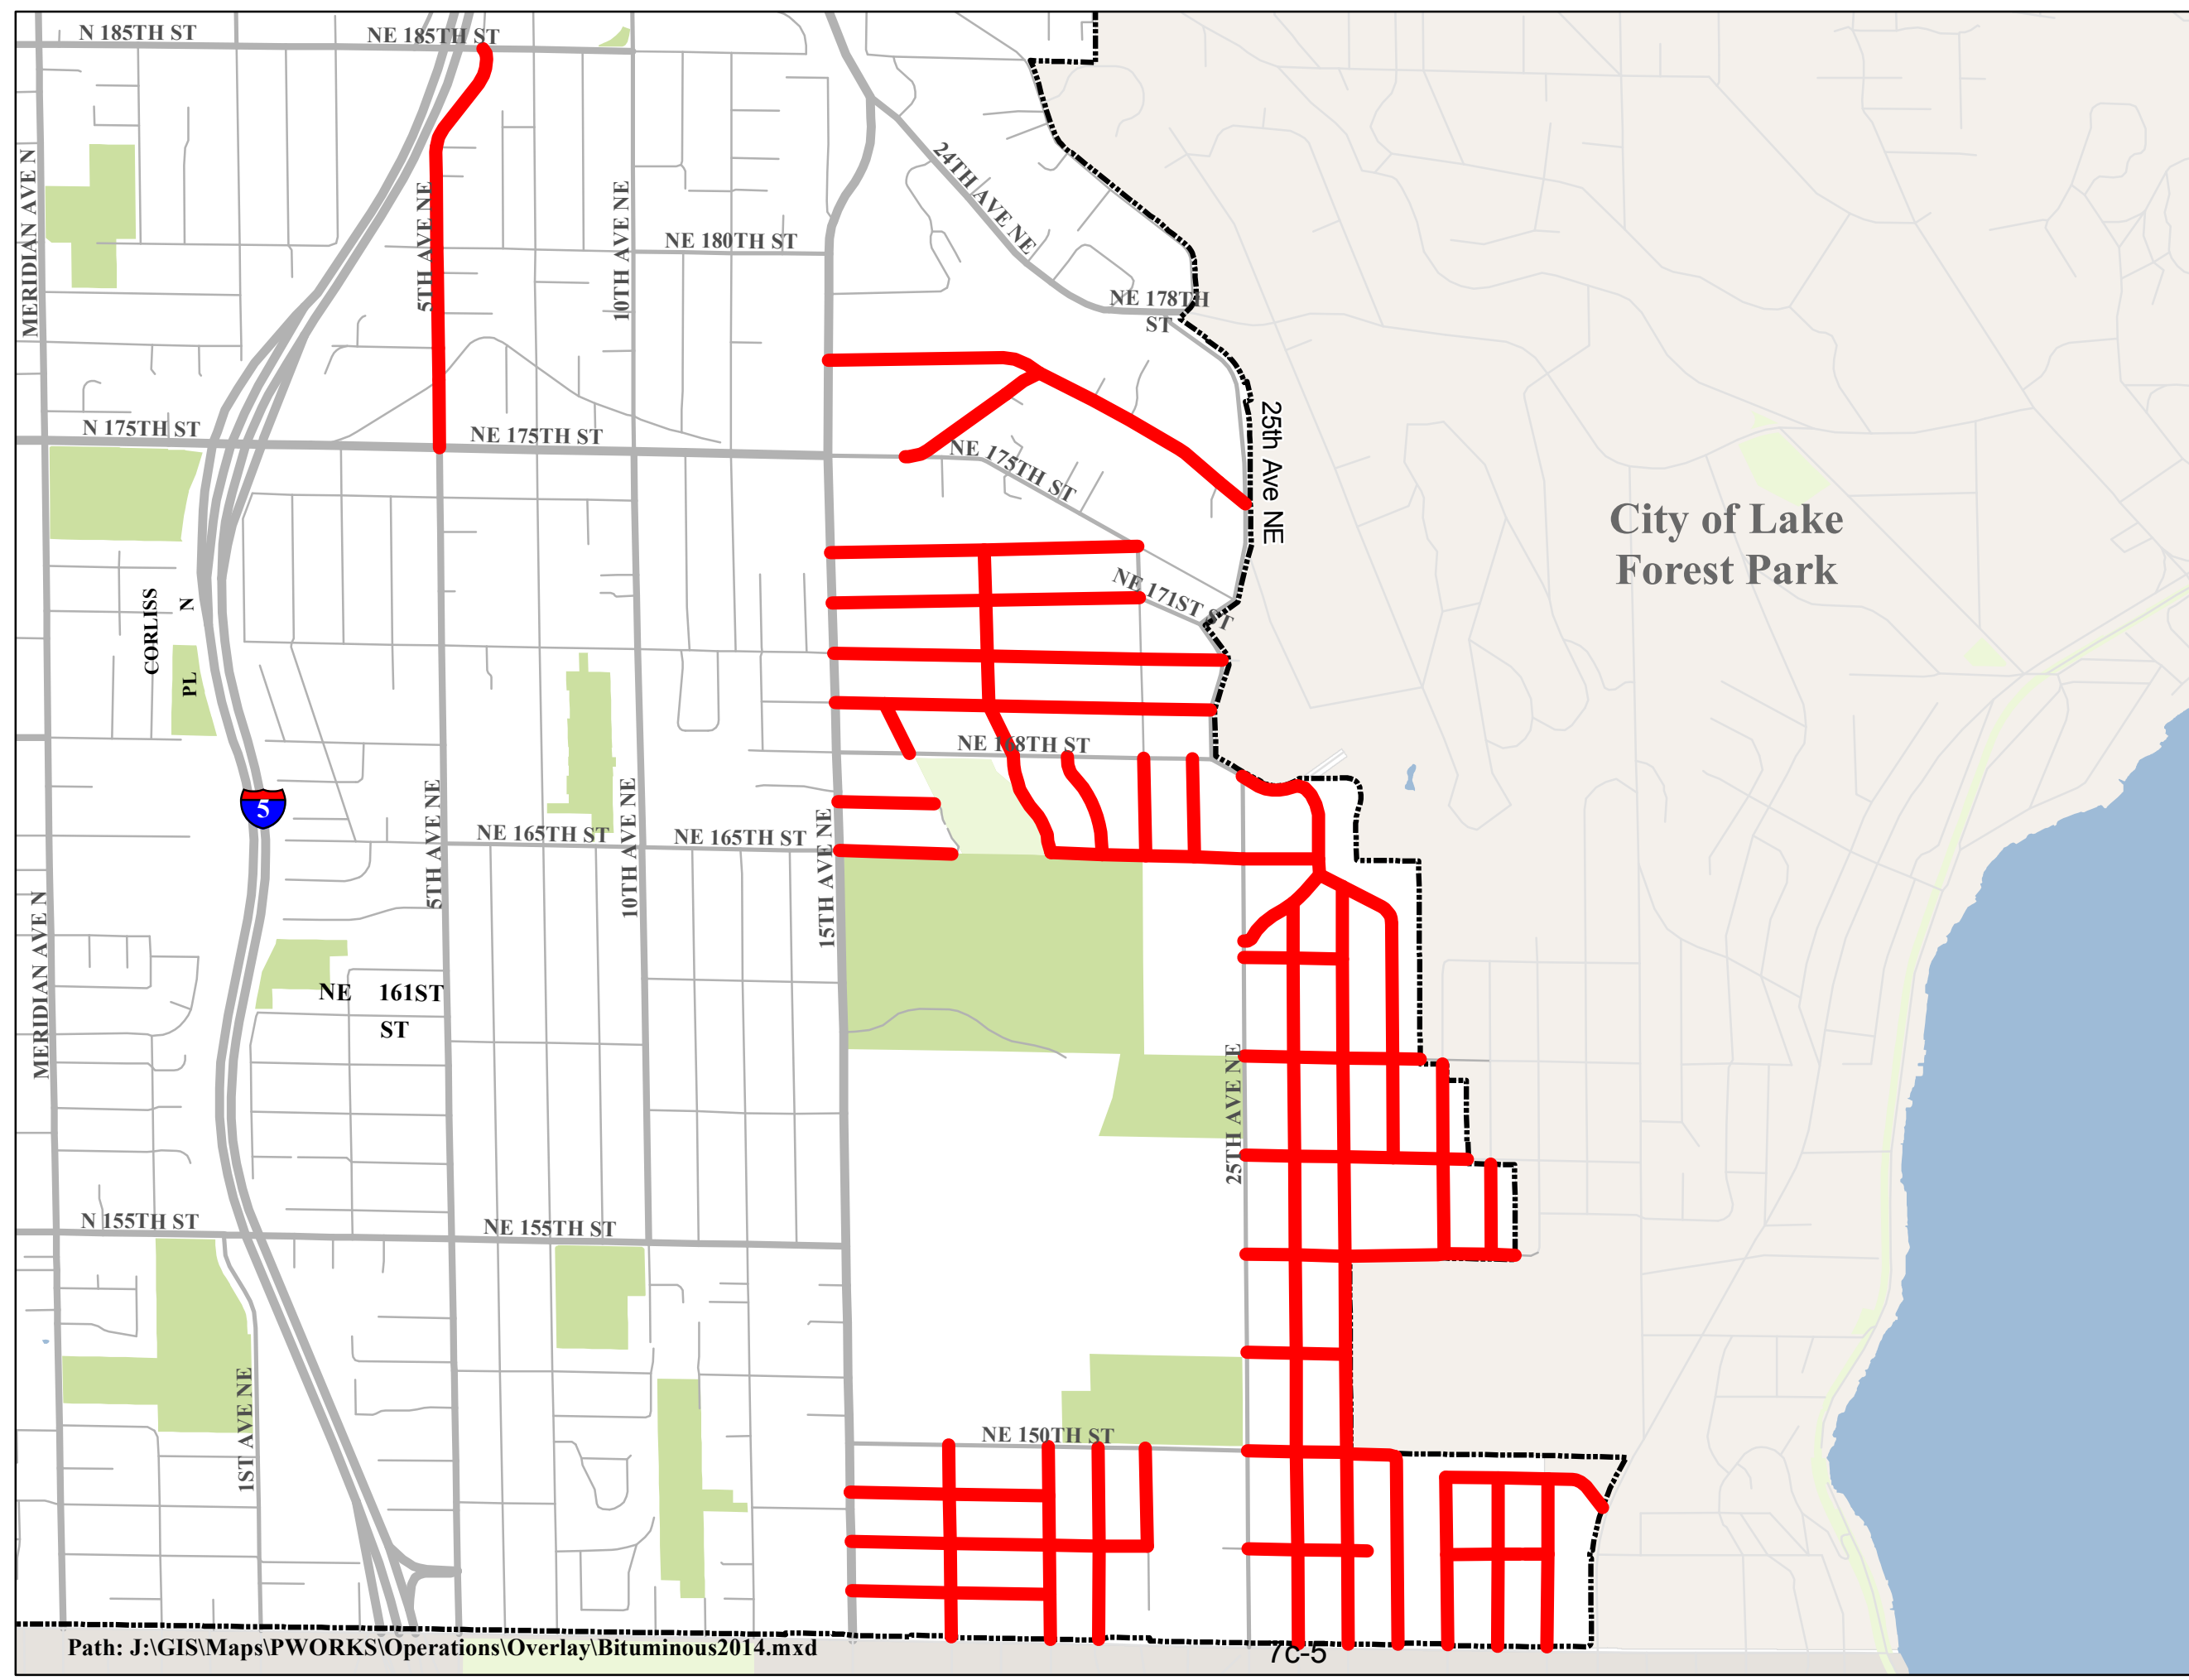 N 185TH ST
NE 185TH ST
MERIDIAN AVE N
5TH AVE NE
10TH AVE NE
24TH AVE NE
NE 180TH ST
NE 178TH
ST
N 175TH ST
NE 175TH ST
NE 175TH ST
25th Ave NE
City of Lake
Forest Park
CORLISS
N
PL
NE 171ST ST
NE 168TH ST
5
5TH AVE NE
10TH AVE NE
15TH AVE NE
NE 165TH ST
NE 165TH ST
MERIDIAN AVE N
NE 161ST
ST
25TH AVE NE
N 155TH ST
NE 155TH ST
1ST AVE NE
NE 150TH ST
Path: J:\GIS\Maps\PWORKS\Operations\Overlay\Bituminous2014.mxd
7c-5